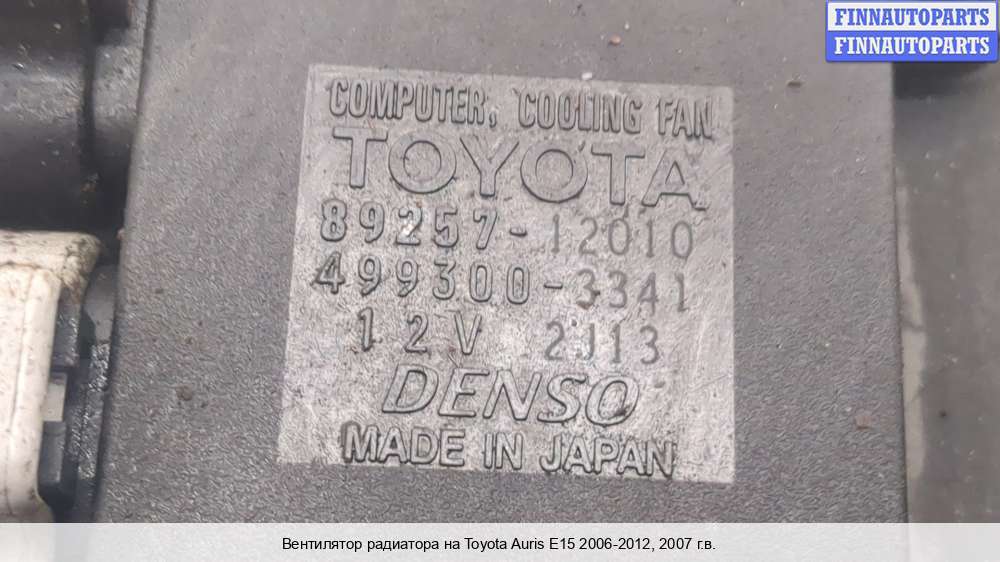 FINNAUTOPARTS
FINNAUTOPARTS
COMPUTER, COOLING FAN
TOYOTA
89257-12010
499300-3341
12V 2J13
DENSO
MADE IN JAPAN
Вентилятор радиатора на Toyota Auris E15 2006-2012, 2007 г.в.